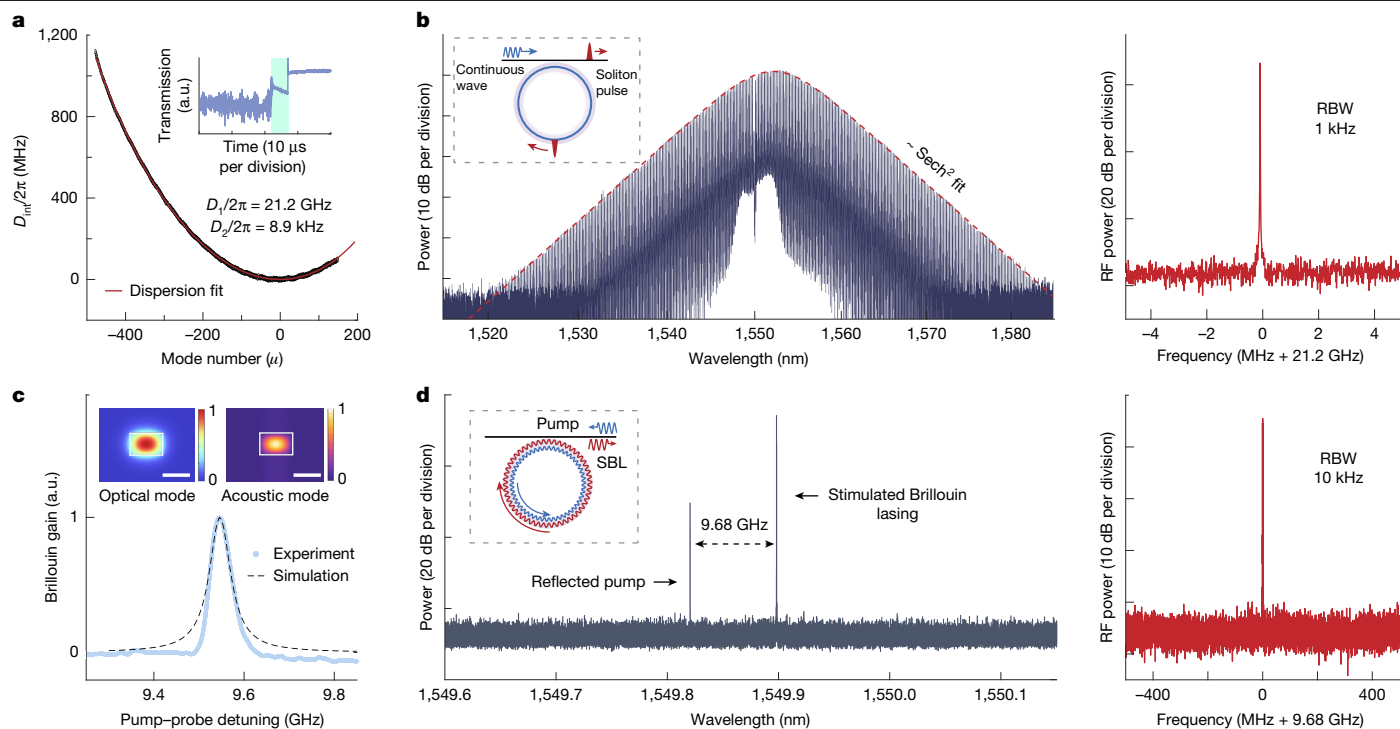 a
1,200
800
400
0
D_int/2π (MHz)
−400
−200
0
200
Mode number (μ)
Transmission
(a.u.)
Time (10 μs
per division)
D_1/2π = 21.2 GHz
D_2/2π = 8.9 kHz
Dispersion fit
b
Power (10 dB per division)
Continuous
wave
Soliton
pulse
~ Sech² fit
1,520
1,530
1,540
1,550
1,560
1,570
1,580
Wavelength (nm)
RF power (20 dB per division)
RBW
1 kHz
−4
−2
0
2
4
Frequency (MHz + 21.2 GHz)
c
Brillouin gain (a.u.)
1
0
1
0
1
0
Optical mode
Acoustic mode
Experiment
Simulation
9.4
9.6
9.8
Pump–probe detuning (GHz)
d
Power (20 dB per division)
Pump
SBL
9.68 GHz
Stimulated Brillouin
lasing
Reflected pump
1,549.6
1,549.7
1,549.8
1,549.9
1,550.0
1,550.1
Wavelength (nm)
RF power (10 dB per division)
RBW
10 kHz
−400
0
400
Frequency (MHz + 9.68 GHz)